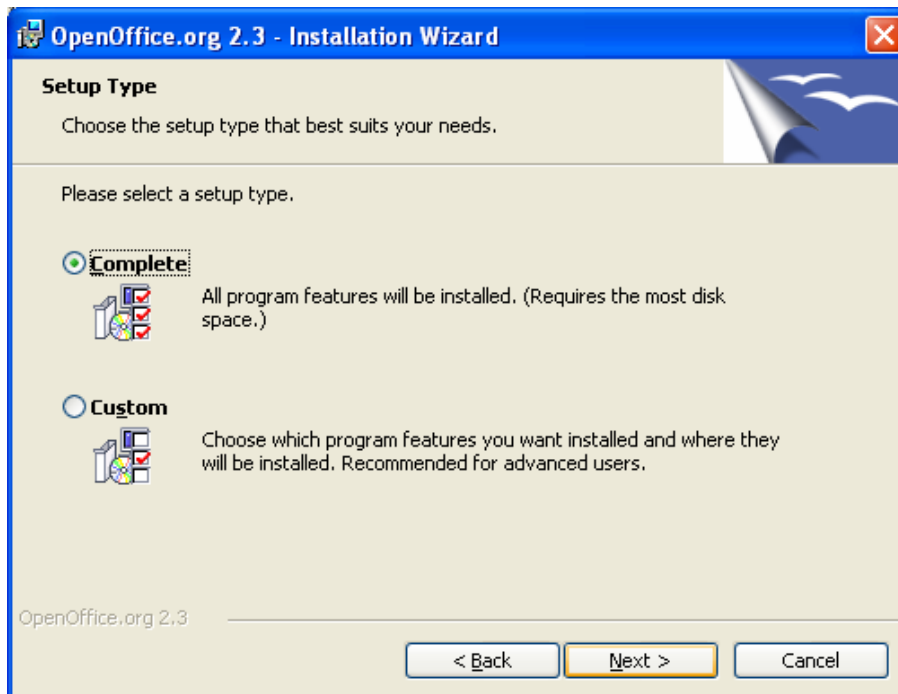 OpenOffice.org 2.3 - Installation Wizard
Setup Type
Choose the setup type that best suits your needs.
Please select a setup type.
Complete
All program features will be installed. (Requires the most disk
space.)
Custom
Choose which program features you want installed and where they
will be installed. Recommended for advanced users.
OpenOffice.org 2.3
< Back Next > Cancel